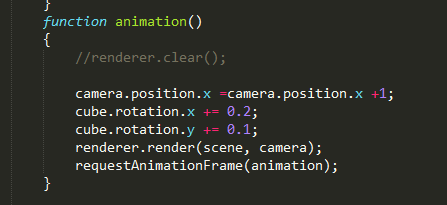 }
function animation()
{
//renderer.clear();
camera.position.x =camera.position.x +1;
cube.rotation.x += 0.2;
cube.rotation.y += 0.1;
renderer.render(scene, camera);
requestAnimationFrame(animation);
}